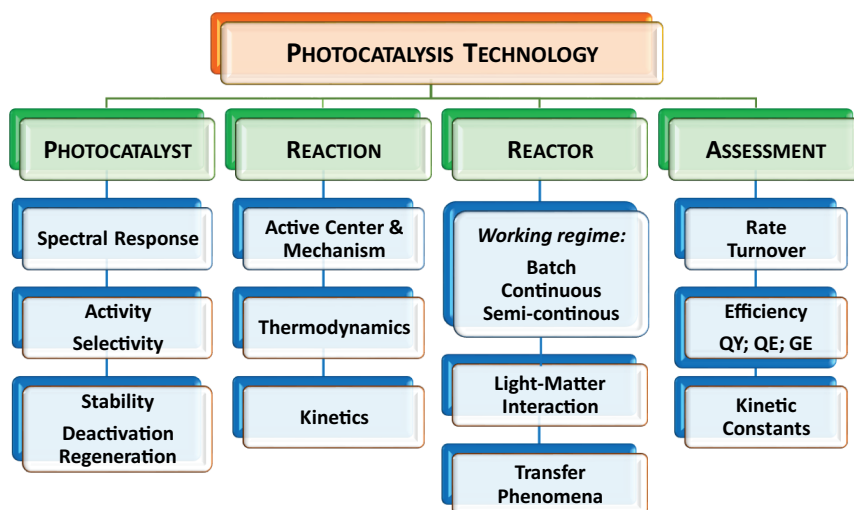 PHOTOCATALYSIS TECHNOLOGY
PHOTOCATALYST
Spectral Response
Activity
Selectivity
Stability
Deactivation
Regeneration
REACTION
Active Center &
Mechanism
Thermodynamics
Kinetics
REACTOR
Working regime:
Batch
Continuous
Semi-continous
Light-Matter
Interaction
Transfer
Phenomena
ASSESSMENT
Rate
Turnover
Efficiency
QY; QE; GE
Kinetic
Constants